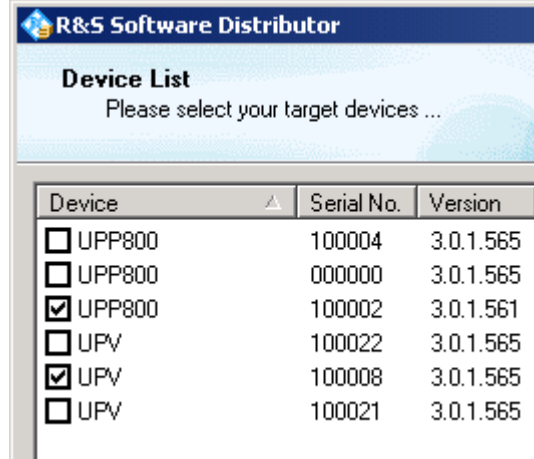 R&S Software Distributor
Device List
Please select your target devices ...
Device Serial No. Version
UPP800 100004 3.0.1.565
UPP800 000000 3.0.1.565
UPP800 100002 3.0.1.561
UPV 100022 3.0.1.565
UPV 100008 3.0.1.565
UPV 100021 3.0.1.565